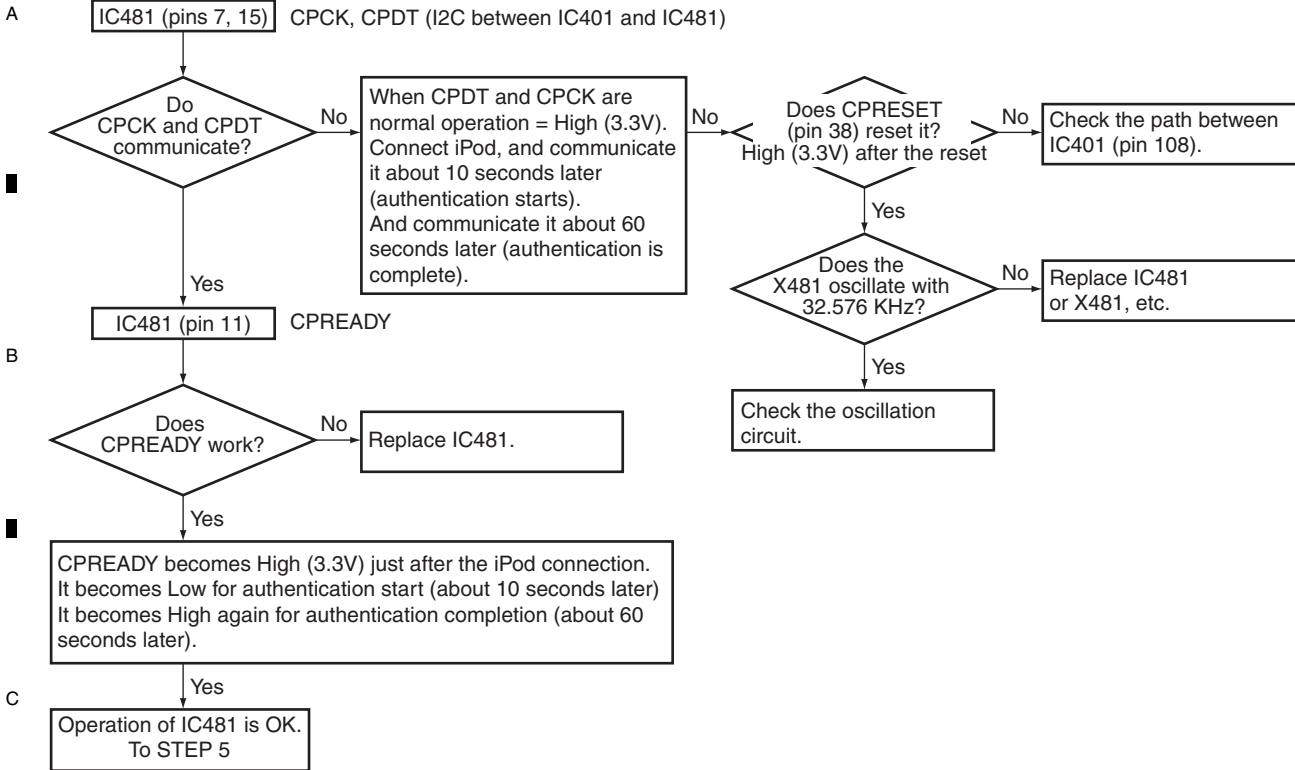 A
IC481 (pins 7, 15)
CPCK, CPDT (I2C between IC401 and IC481)
Do
CPCK and CPDT
communicate?
No
When CPDT and CPCK are
normal operation = High (3.3V).
Connect iPod, and communicate
it about 10 seconds later
(authentication starts).
And communicate it about 60
seconds later (authentication is
complete).
No
Does CPRESET
(pin 38) reset it?
High (3.3V) after the reset
No
Check the path between
IC401 (pin 108).
Yes
Does the
X481 oscillate with
32.576 KHz?
No
Replace IC481
or X481, etc.
Yes
Check the oscillation
circuit.
Yes
IC481 (pin 11)
CPREADY
B
Does
CPREADY work?
No
Replace IC481.
Yes
CPREADY becomes High (3.3V) just after the iPod connection.
It becomes Low for authentication start (about 10 seconds later)
It becomes High again for authentication completion (about 60
seconds later).
Yes
C
Operation of IC481 is OK.
To STEP 5